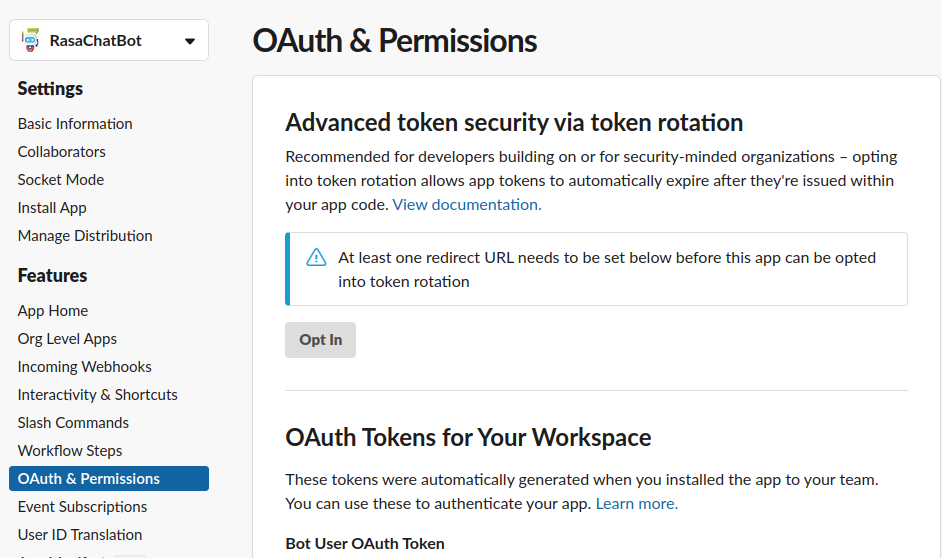 RasaChatBot
Settings
Basic Information
Collaborators
Socket Mode
Install App
Manage Distribution
Features
App Home
Org Level Apps
Incoming Webhooks
Interactivity & Shortcuts
Slash Commands
Workflow Steps
OAuth & Permissions
Event Subscriptions
User ID Translation
OAuth & Permissions
Advanced token security via token rotation
Recommended for developers building on or for security-minded organizations – opting
into token rotation allows app tokens to automatically expire after they're issued within
your app code. View documentation.
At least one redirect URL needs to be set below before this app can be opted
into token rotation
Opt In
OAuth Tokens for Your Workspace
These tokens were automatically generated when you installed the app to your team.
You can use these to authenticate your app. Learn more.
Bot User OAuth Token